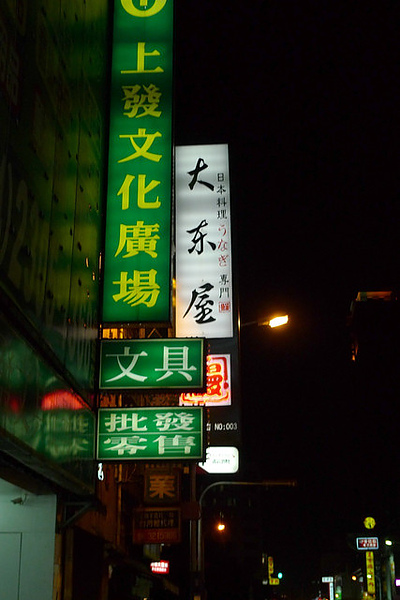 上發文化廣場
大东屋
日本料理うなぎ專門
文具
批發
零售
NO:003
業